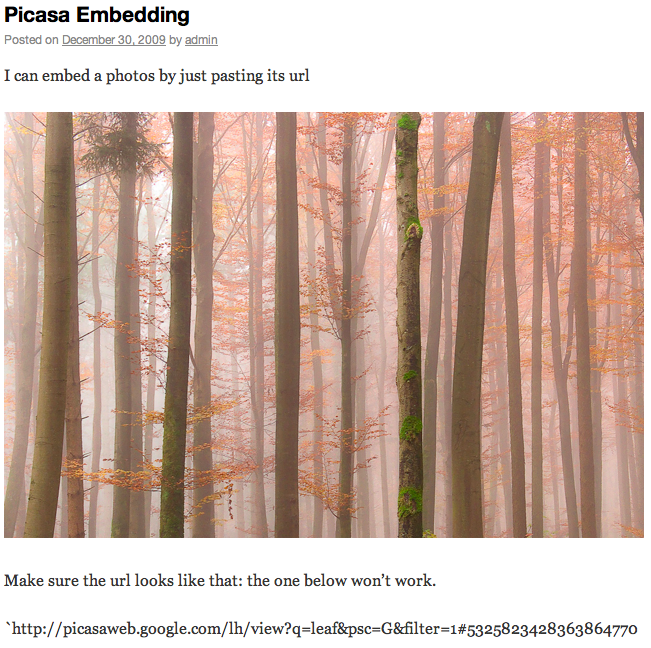 Picasa Embedding
Posted on December 30, 2009 by admin
I can embed a photos by just pasting its url
Make sure the url looks like that: the one below won’t work.
`http://picasaweb.google.com/lh/view?q=leaf&psc=G&filter=1#5325823428363864770